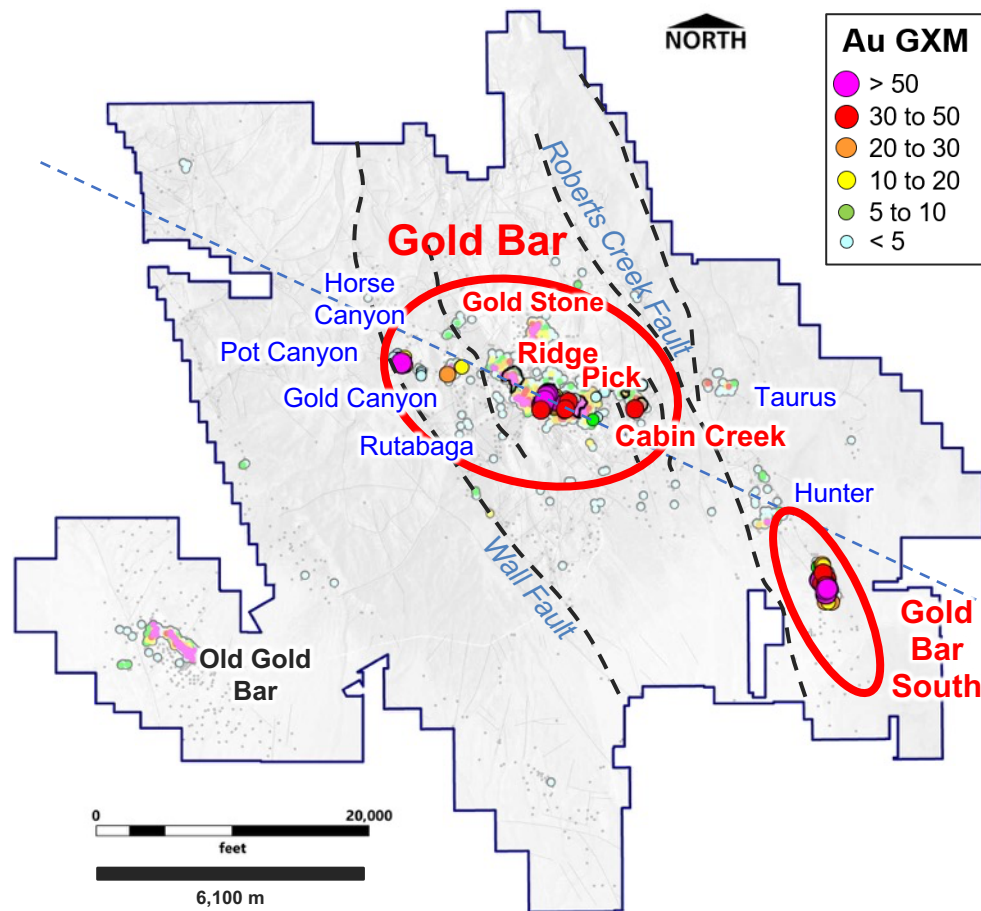 NORTH
Au GXM
> 50
30 to 50
20 to 30
10 to 20
5 to 10
< 5
Roberts Creek Fault
Gold Bar
Horse
Canyon
Gold Stone
Pot Canyon
Ridge
Pick
Gold Canyon
Taurus
Rutabaga
Cabin Creek
Hunter
Wall Fault
Gold
Bar
South
Old Gold
Bar
0
20,000
feet
6,100 m